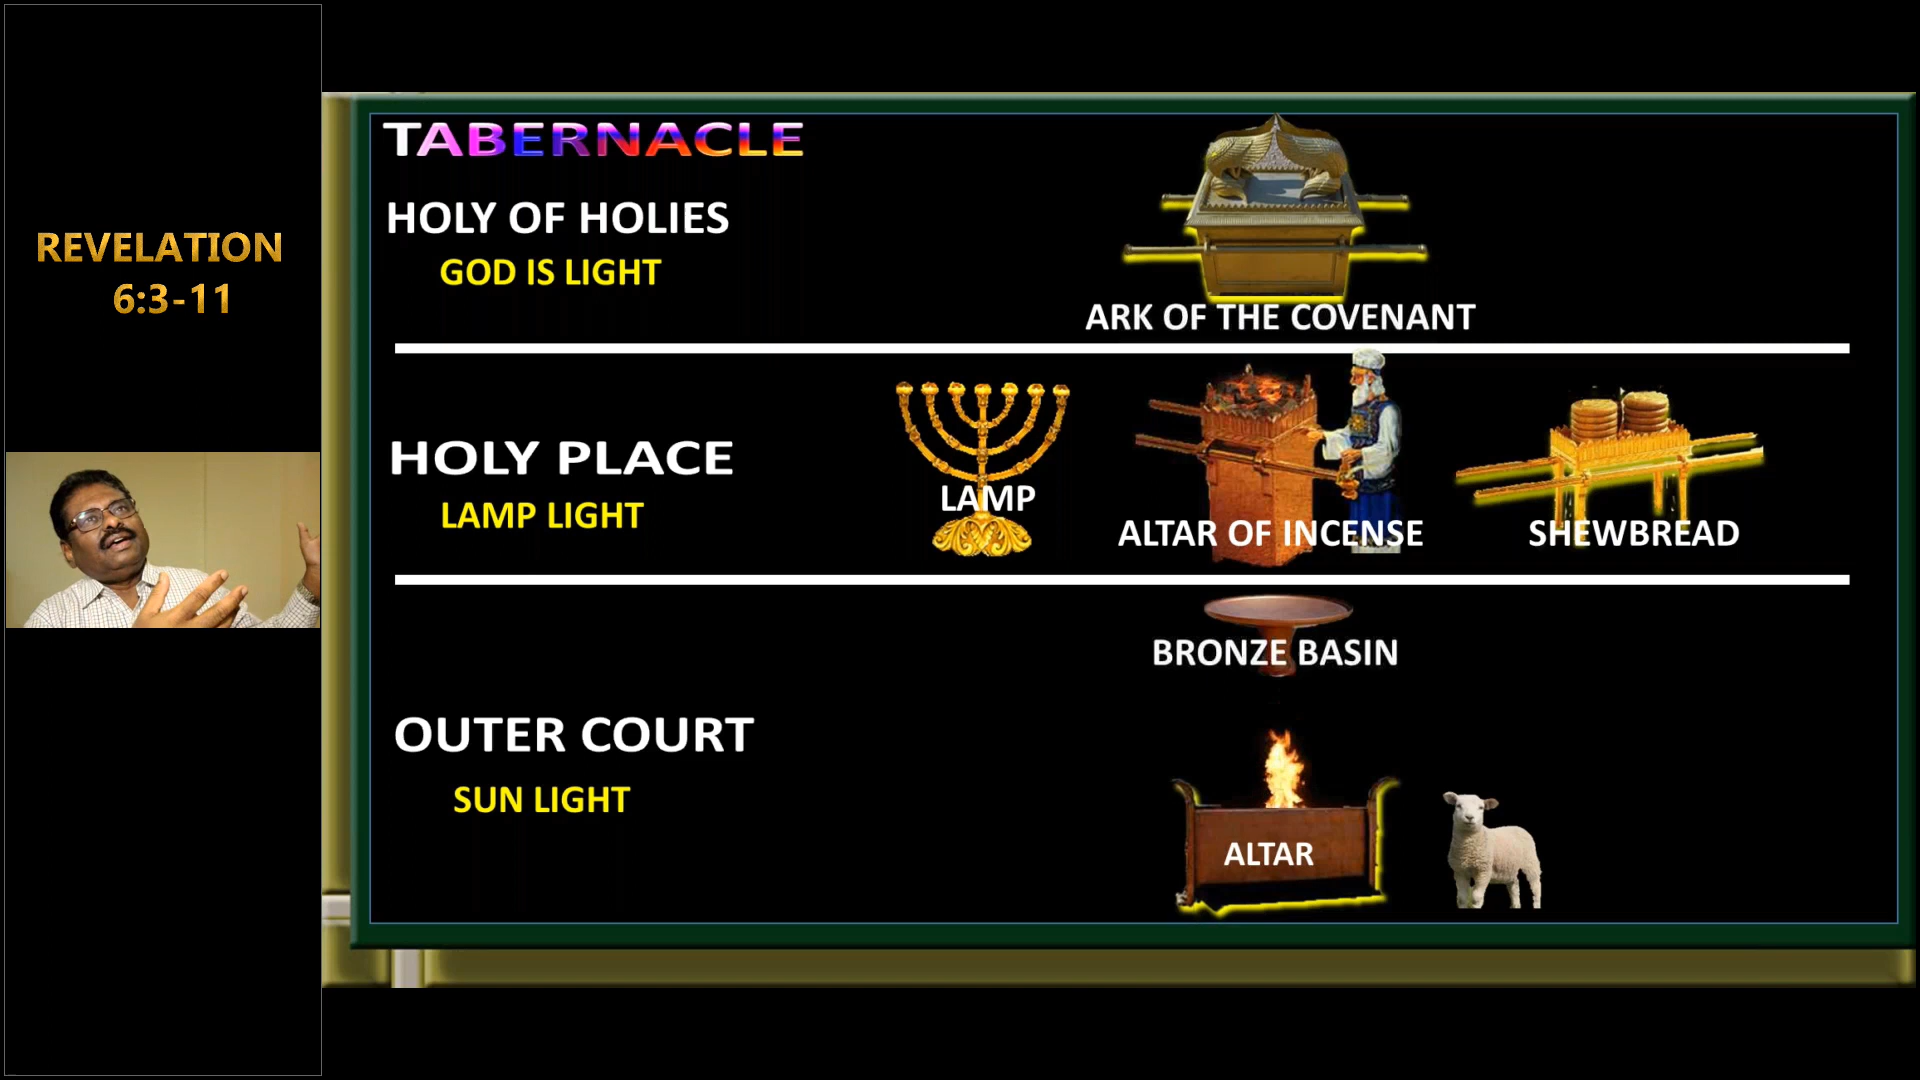 REVELATION
6:3-11
TABERNACLE
HOLY OF HOLIES
GOD IS LIGHT
ARK OF THE COVENANT
HOLY PLACE
LAMP LIGHT
LAMP
ALTAR OF INCENSE
SHEWBREAD
BRONZE BASIN
OUTER COURT
SUN LIGHT
ALTAR